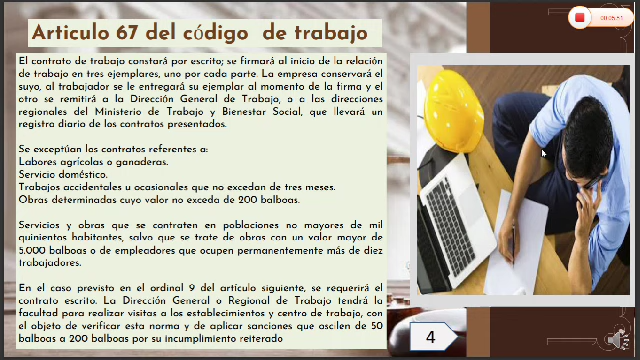 Articulo 67 del código de trabajo
El contrato de trabajo constará por escrito; se firmará al inicio de la relación
de trabajo en tres ejemplares, uno por cada parte. La empresa conservará el
suyo, al trabajador se le entregará su ejemplar al momento de la firma y el
otro se remitirá a la Dirección General de Trabajo, o a las direcciones
regionales del Ministerio de Trabajo y Bienestar Social, que llevará un
registro diario de los contratos presentados.
Se exceptúan los contratos referentes a:
Labores agrícolas o ganaderas.
Servicio doméstico.
Trabajos accidentales u ocasionales que no excedan de tres meses.
Obras determinadas cuyo valor no exceda de 200 balboas.
Servicios y obras que se contraten en poblaciones no mayores de mil
quinientos habitantes, salvo que se trate de obras con un valor mayor de
5,000 balboas o de empleadores que ocupen permanentemente más de diez
trabajadores.
En el caso previsto en el ordinal 9 del artículo siguiente, se requerirá el
contrato escrito. La Dirección General o Regional de Trabajo tendrá la
facultad para realizar visitas a los establecimientos y centro de trabajo, con
el objeto de verificar esta norma y de aplicar sanciones que oscilen de 50
balboas a 200 balboas por su incumplimiento reiterado
4